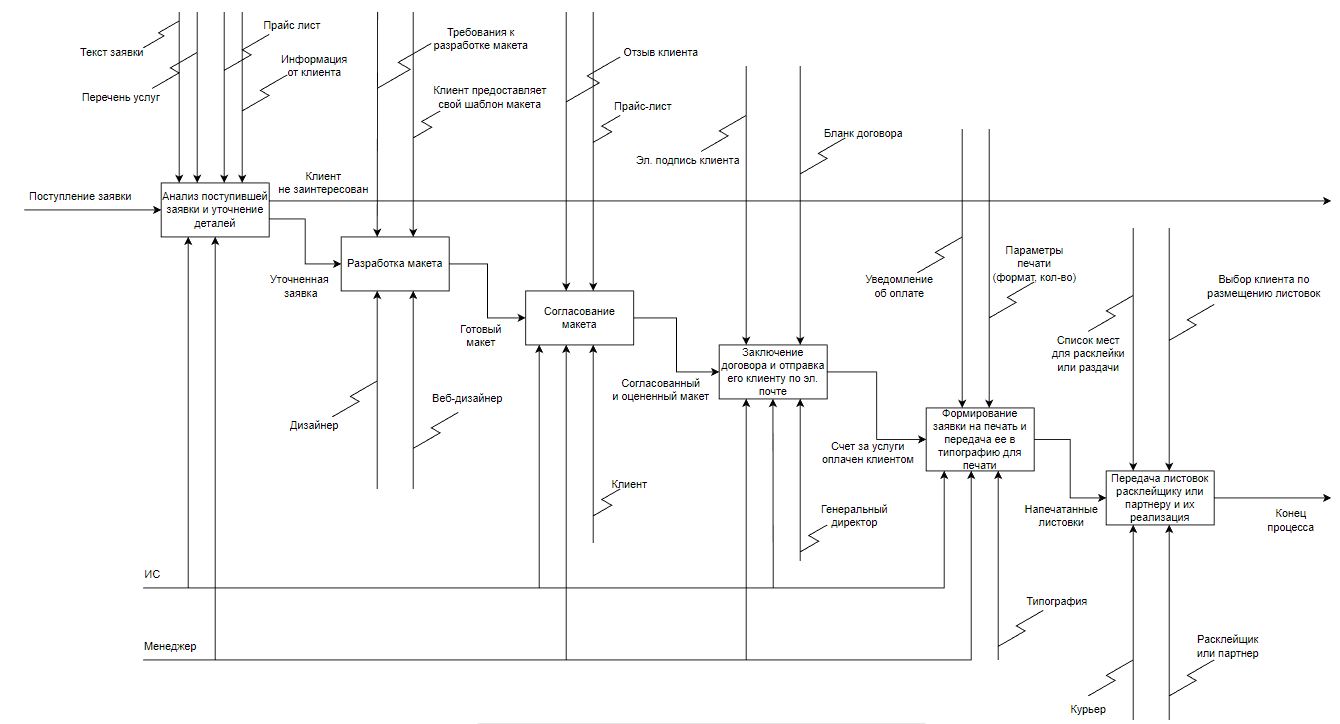 Текст заявки
Перечень услуг
Прайс лист
Информация
от клиента
Требования к
разработке макета
Клиент предоставляет
свой шаблон макета
Отзыв клиента
Прайс-лист
Эл. подпись клиента
Бланк договора
Поступление заявки
Анализ поступившей
заявки и уточнение
деталей
Клиент
не заинтересован
Уточненная
заявка
Разработка макета
Готовый
макет
Согласование
макета
Согласованный
и оцененный макет
Заключение
договора и отправка
его клиенту по эл.
почте
Уведомление
об оплате
Параметры
печати
(формат, кол-во)
Счет за услуги
оплачен клиентом
Формирование
заявки на печать и
передача ее в
типографию для
печати
Список мест
для расклейки
или раздачи
Выбор клиента по
размещению листовок
Напечатанные
листовки
Передача листовок
расклейщику или
партнеру и их
реализация
Конец
процесса
Дизайнер
Веб-дизайнер
Клиент
Генеральный
директор
ИС
Менеджер
Типография
Курьер
Расклейщик
или партнер